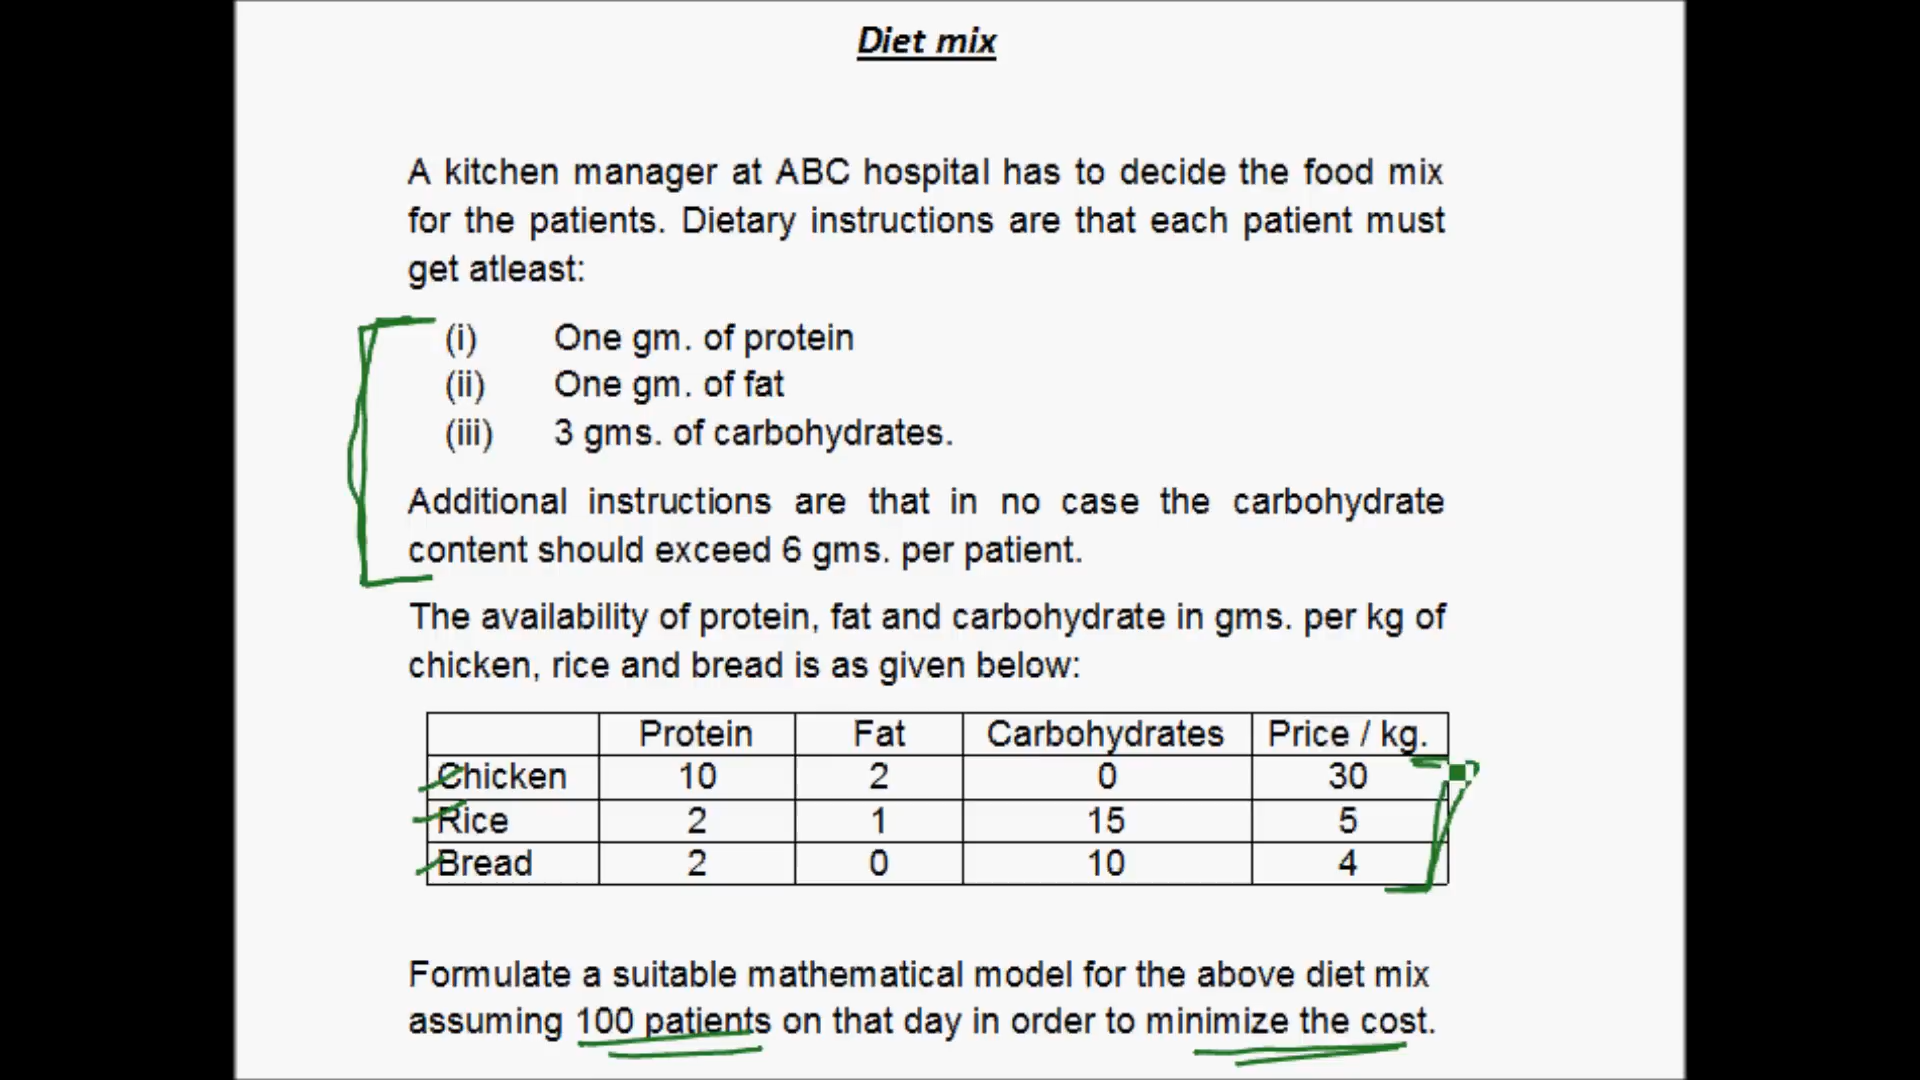 Diet mix
A kitchen manager at ABC hospital has to decide the food mix
for the patients. Dietary instructions are that each patient must
get atleast:
(i) One gm. of protein
(ii) One gm. of fat
(iii) 3 gms. of carbohydrates.
Additional instructions are that in no case the carbohydrate
content should exceed 6 gms. per patient.
The availability of protein, fat and carbohydrate in gms. per kg of
chicken, rice and bread is as given below:
Protein Fat Carbohydrates Price / kg.
Chicken 10 2 0 30
Rice 2 1 15 5
Bread 2 0 10 4
Formulate a suitable mathematical model for the above diet mix
assuming 100 patients on that day in order to minimize the cost.